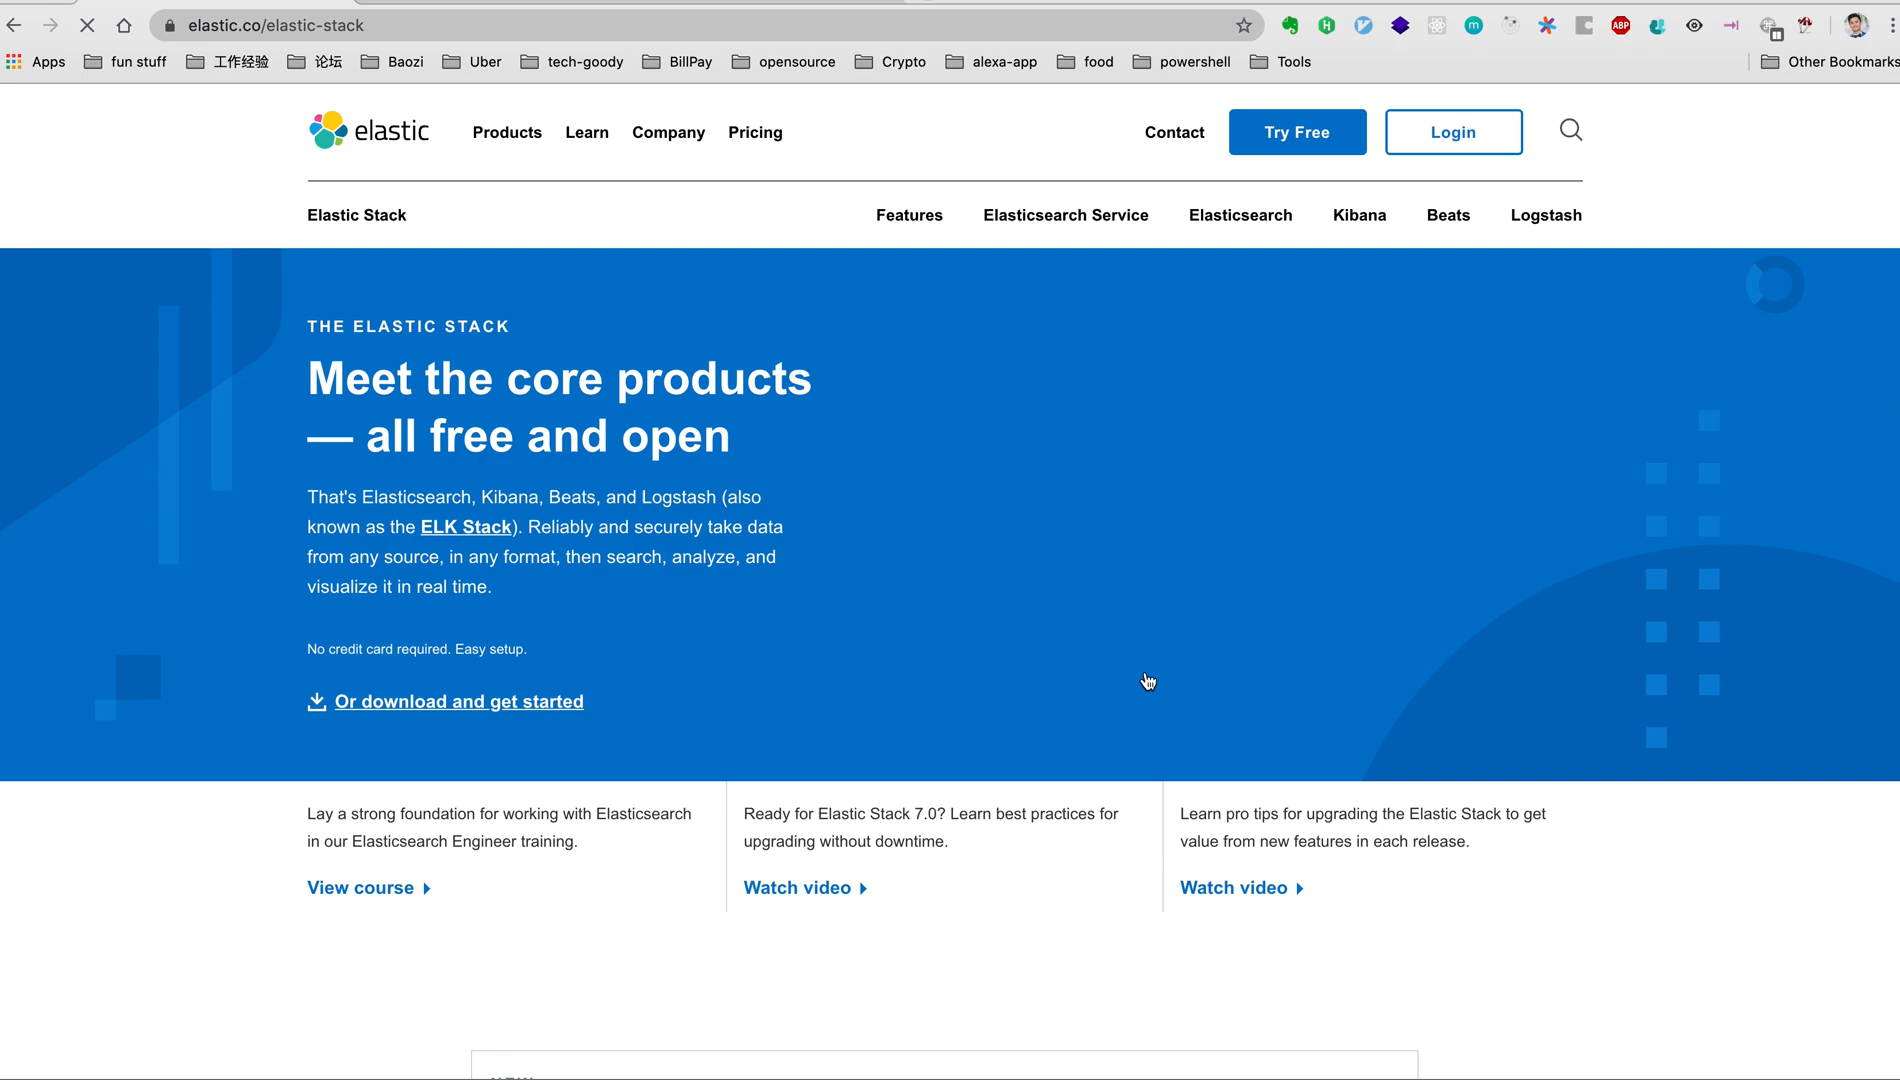 elastic.co/elastic-stack
ABP
m
Apps fun stuff 工作经验 论坛 Baozi Uber tech-goody BillPay opensource Crypto alexa-app food powershell Tools Other Bookmarks
elastic Products Learn Company Pricing Contact Try Free Login
Elastic Stack Features Elasticsearch Service Elasticsearch Kibana Beats Logstash
THE ELASTIC STACK
Meet the core products
— all free and open
That's Elasticsearch, Kibana, Beats, and Logstash (also
known as the ELK Stack). Reliably and securely take data
from any source, in any format, then search, analyze, and
visualize it in real time.
No credit card required. Easy setup.
Or download and get started
Lay a strong foundation for working with Elasticsearch
in our Elasticsearch Engineer training.
View course
Ready for Elastic Stack 7.0? Learn best practices for
upgrading without downtime.
Watch video
Learn pro tips for upgrading the Elastic Stack to get
value from new features in each release.
Watch video